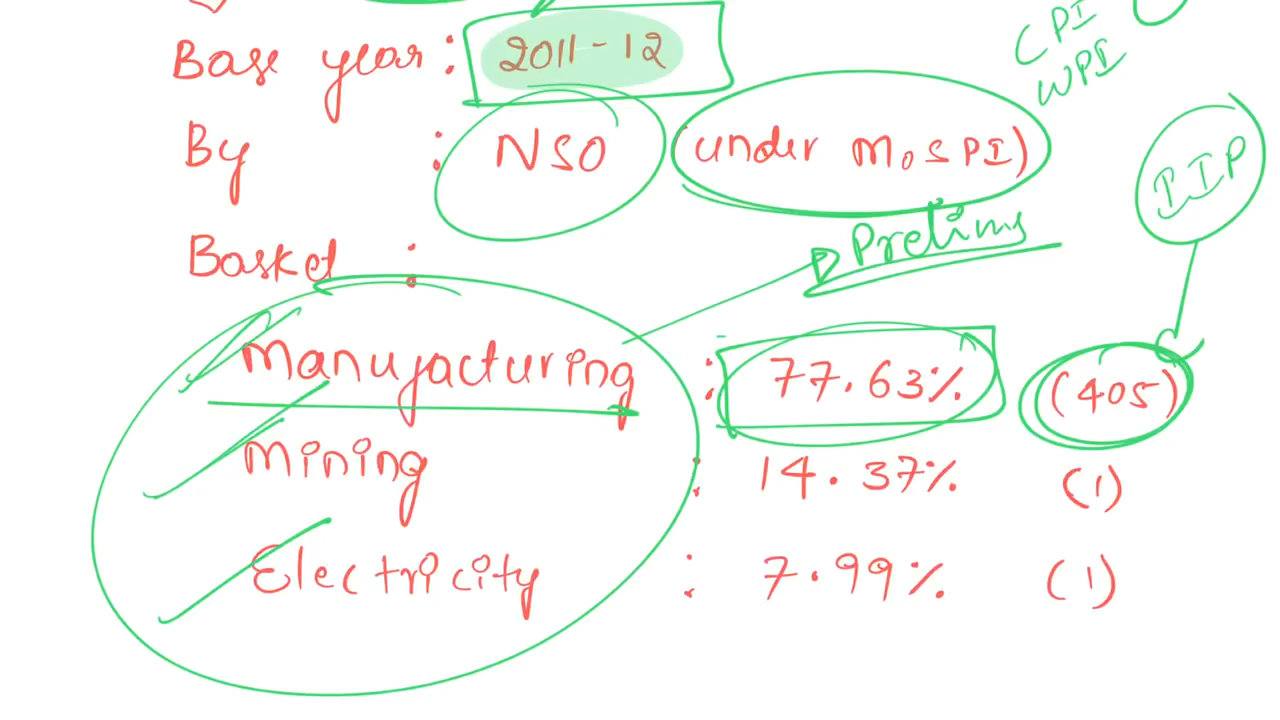 CPI
WPI
Base year : 2011-12
By : NSO (under MoSPI)
IIP
Basket :
Prelims
Manufacturing : 77.63% (405)
Mining : 14.37% (1)
Electricity : 7.99% (1)